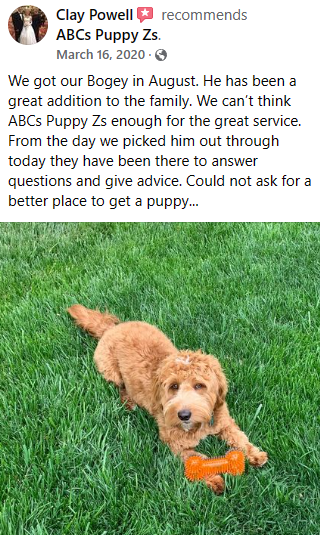 Clay Powell recommends
ABCs Puppy Zs.
March 16, 2020 ·
We got our Bogey in August. He has been a
great addition to the family. We can’t think
ABCs Puppy Zs enough for the great service.
From the day we picked him out through
today they have been there to answer
questions and give advice. Could not ask for a
better place to get a puppy...